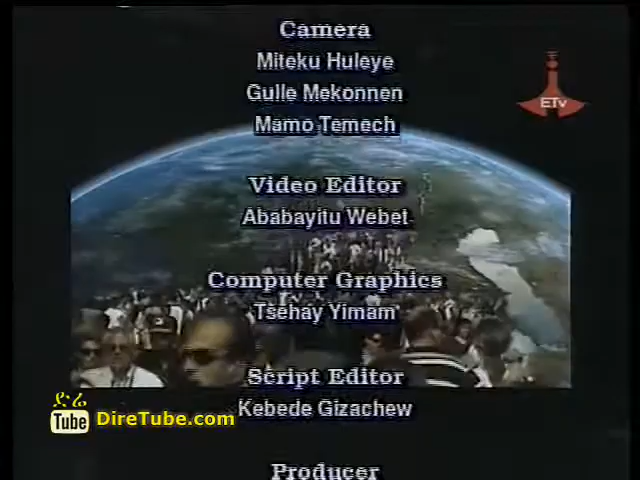 Camera
Miteku Huleye
Gulle Mekonnen
Mamo Temech
ETv
Video Editor
Ababayitu Webet
Computer Graphics
Tsehay Yimam
Script Editor
Kebede Gizachew
ድሬ
Tube
DireTube.com
Producer